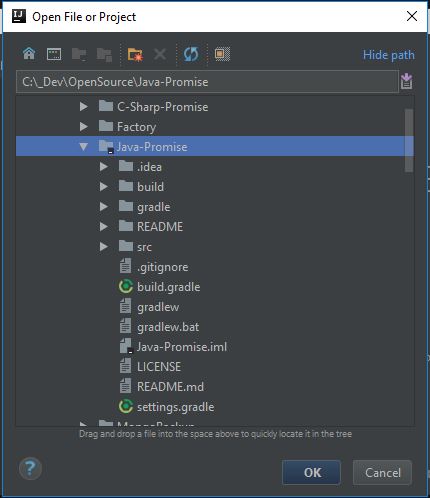 Open File or Project
Hide path
C:\_Dev\OpenSource\Java-Promise
C-Sharp-Promise
Factory
Java-Promise
.idea
build
gradle
README
src
.gitignore
build.gradle
gradlew
gradlew.bat
Java-Promise.iml
LICENSE
README.md
settings.gradle
MongoBackup
Drag and drop a file into the space above to quickly locate it in the tree
?
OK
Cancel